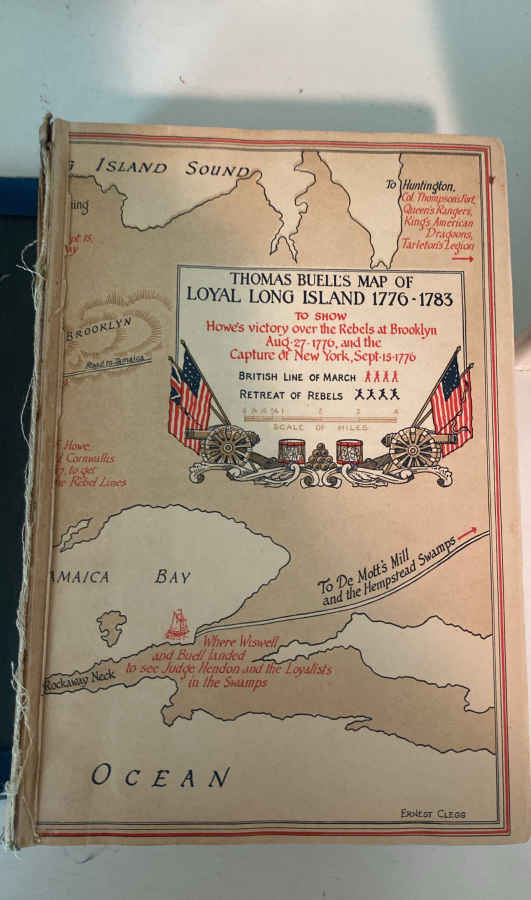 ISLAND SOUND
To Huntington,
Col. Thompson's Fort,
Queen's Rangers,
King's American
Dragoons,
Tarleton's Legion
THOMAS BUELL'S MAP OF
LOYAL LONG ISLAND 1776-1783
TO SHOW
Howe's victory over the Rebels at Brooklyn
Aug·27·1776, and the
Capture of New York, Sept·15·1776
BRITISH LINE OF MARCH
RETREAT OF REBELS
SCALE OF MILES
BROOKLYN
Road to Jamaica
Howe
Cornwallis
to get
Rebel Lines
AMAICA BAY
To De Mott's Mill
and the Hempstead Swamps
Where Wiswell
and Buell landed
to see Judge Hendon and the Loyalists
in the Swamps
Rockaway Neck
OCEAN
ERNEST CLEGG